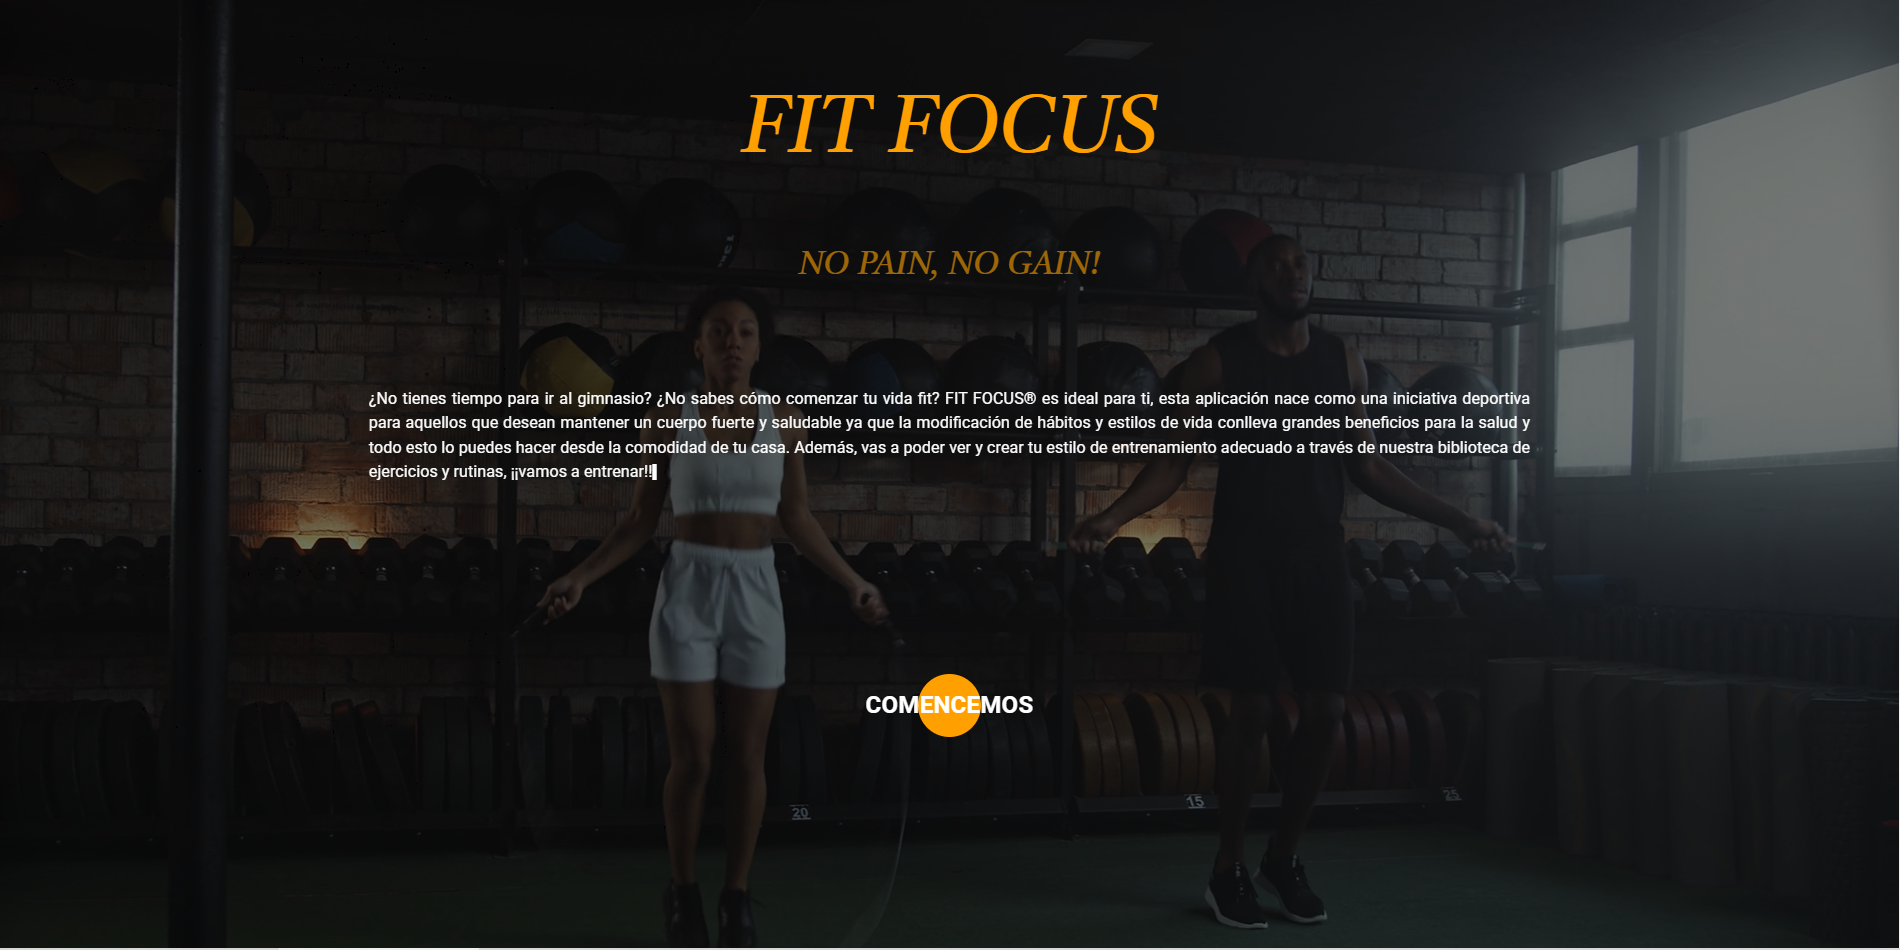 FIT FOCUS
NO PAIN, NO GAIN!
¿No tienes tiempo para ir al gimnasio? ¿No sabes cómo comenzar tu vida fit? FIT FOCUS® es ideal para ti, esta aplicación nace como una iniciativa deportiva
para aquellos que desean mantener un cuerpo fuerte y saludable ya que la modificación de hábitos y estilos de vida conlleva grandes beneficios para la salud y
todo esto lo puedes hacer desde la comodidad de tu casa. Además, vas a poder ver y crear tu estilo de entrenamiento adecuado a través de nuestra biblioteca de
ejercicios y rutinas, ¡¡vamos a entrenar!!
COMENCEMOS
15
25
20